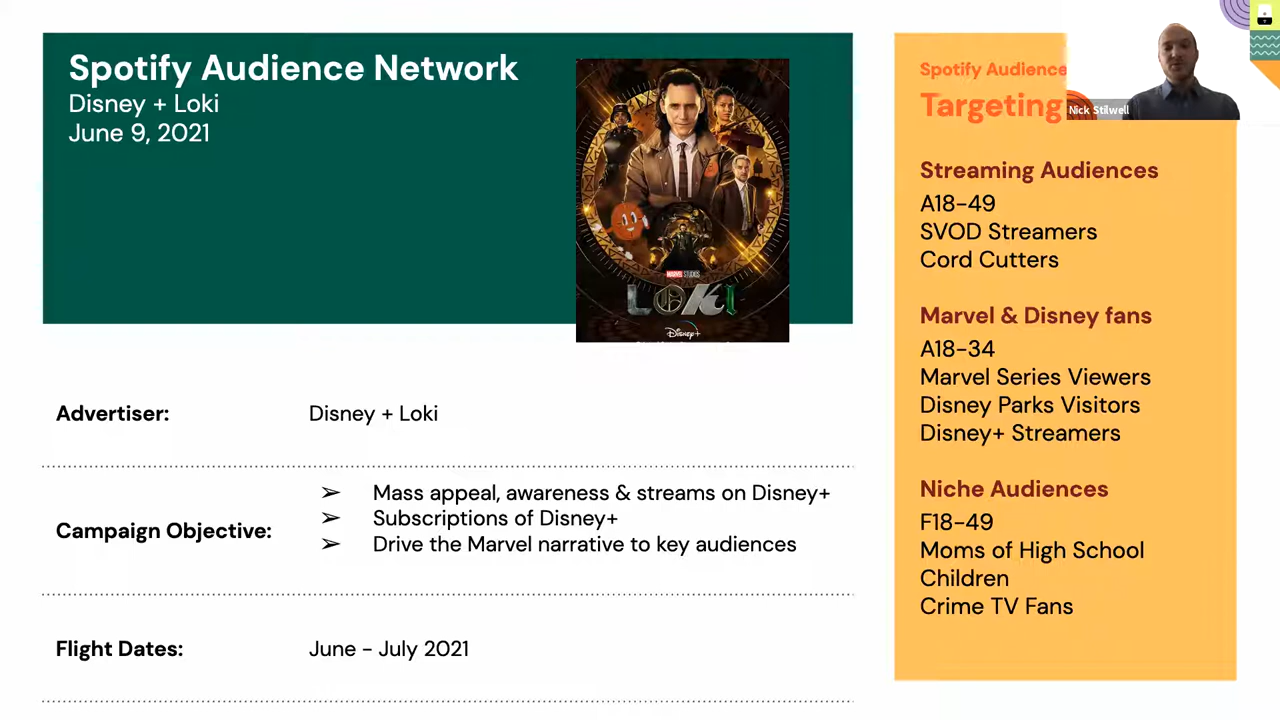 Spotify Audience Network
Disney + Loki
June 9, 2021
MARVEL STUDIOS
LOKI
Disney+
Advertiser:
Disney + Loki
Campaign Objective:
➢ Mass appeal, awareness & streams on Disney+
➢ Subscriptions of Disney+
➢ Drive the Marvel narrative to key audiences
Flight Dates:
June - July 2021
Spotify Audience
Targeting
Nick Stilwell
Streaming Audiences
A18-49
SVOD Streamers
Cord Cutters
Marvel & Disney fans
A18-34
Marvel Series Viewers
Disney Parks Visitors
Disney+ Streamers
Niche Audiences
F18-49
Moms of High School
Children
Crime TV Fans